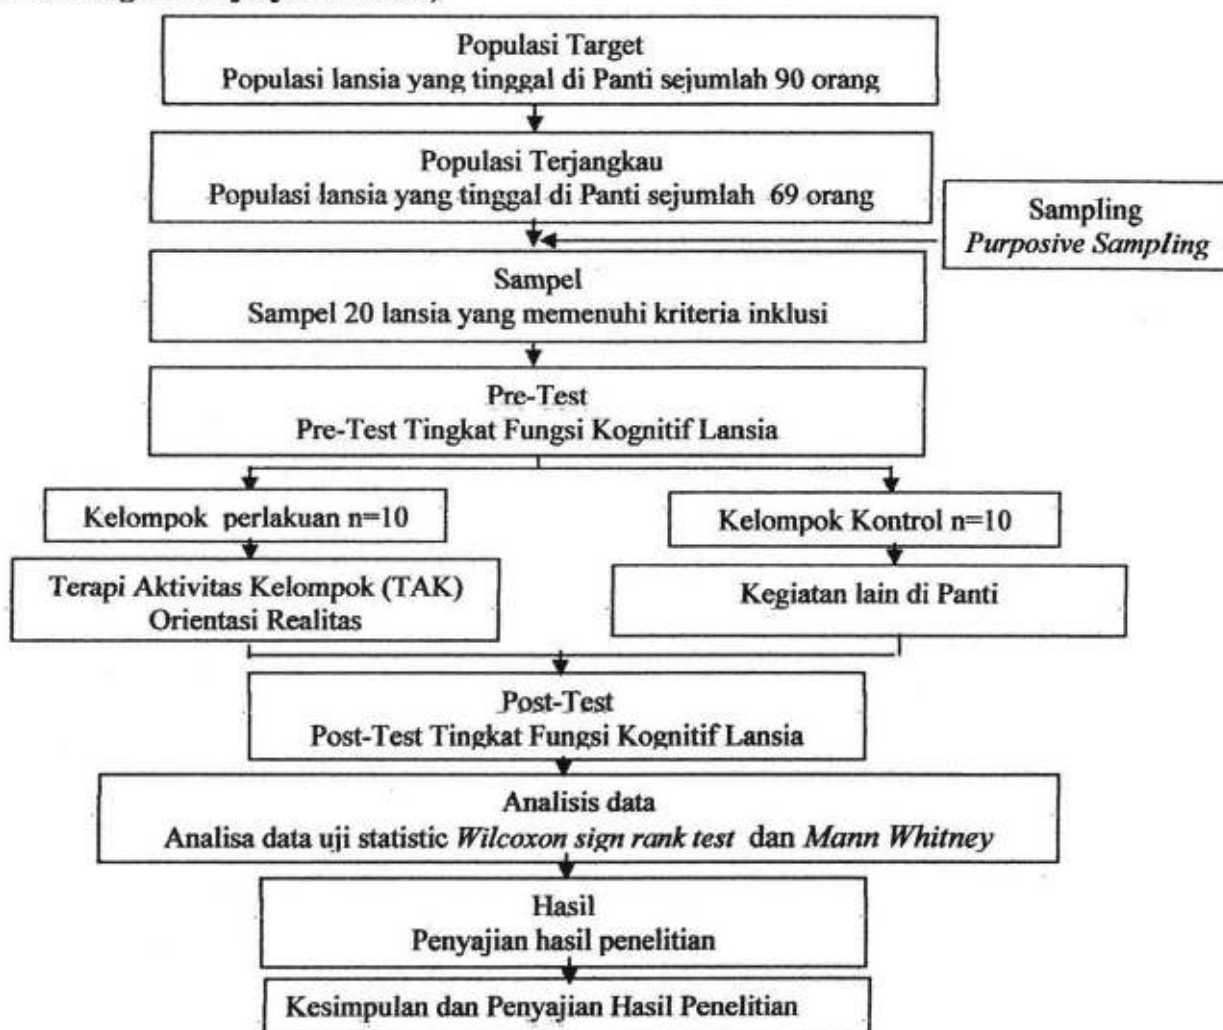 Populasi Target
Populasi lansia yang tinggal di Panti sejumlah 90 orang
Populasi Terjangkau
Populasi lansia yang tinggal di Panti sejumlah 69 orang
Sampling
Purposive Sampling
Sampel
Sampel 20 lansia yang memenuhi kriteria inklusi
Pre-Test
Pre-Test Tingkat Fungsi Kognitif Lansia
Kelompok perlakuan n=10
Kelompok Kontrol n=10
Terapi Aktivitas Kelompok (TAK)
Orientasi Realitas
Kegiatan lain di Panti
Post-Test
Post-Test Tingkat Fungsi Kognitif Lansia
Analisis data
Analisa data uji statistic Wilcoxon sign rank test dan Mann Whitney
Hasil
Penyajian hasil penelitian
Kesimpulan dan Penyajian Hasil Penelitian